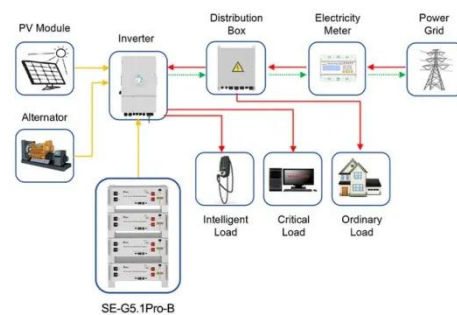 PV Module
Inverter
Distribution
Box
Electricity
Meter
Power
Grid
Alternator
Intelligent
Load
Critical
Load
Ordinary
Load
SE-G5.1Pro-B